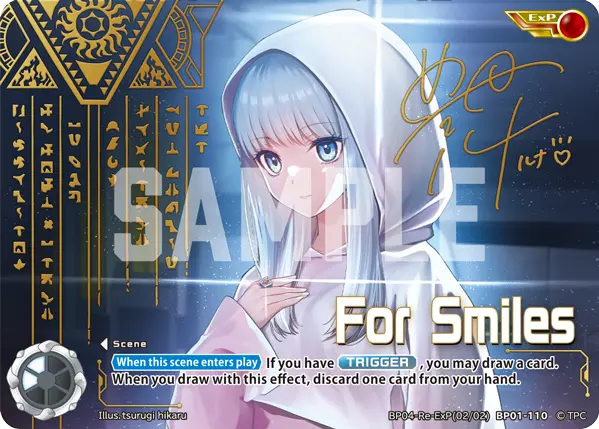 ExP
SAMPLE
For Smiles
Scene
When this scene enters play If you have TRIGGER , you may draw a card.
When you draw with this effect, discard one card from your hand.
Illus. tsurugi hikaru
BP04-Re-ExP(02/02) BP01-110 © TPC